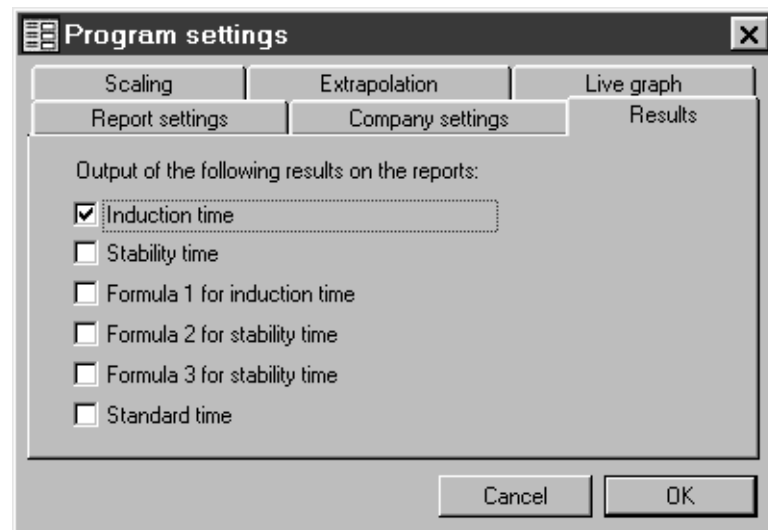 Program settings
Scaling Extrapolation Live graph
Report settings Company settings Results
Output of the following results on the reports:
Induction time
Stability time
Formula 1 for induction time
Formula 2 for stability time
Formula 3 for stability time
Standard time
Cancel OK